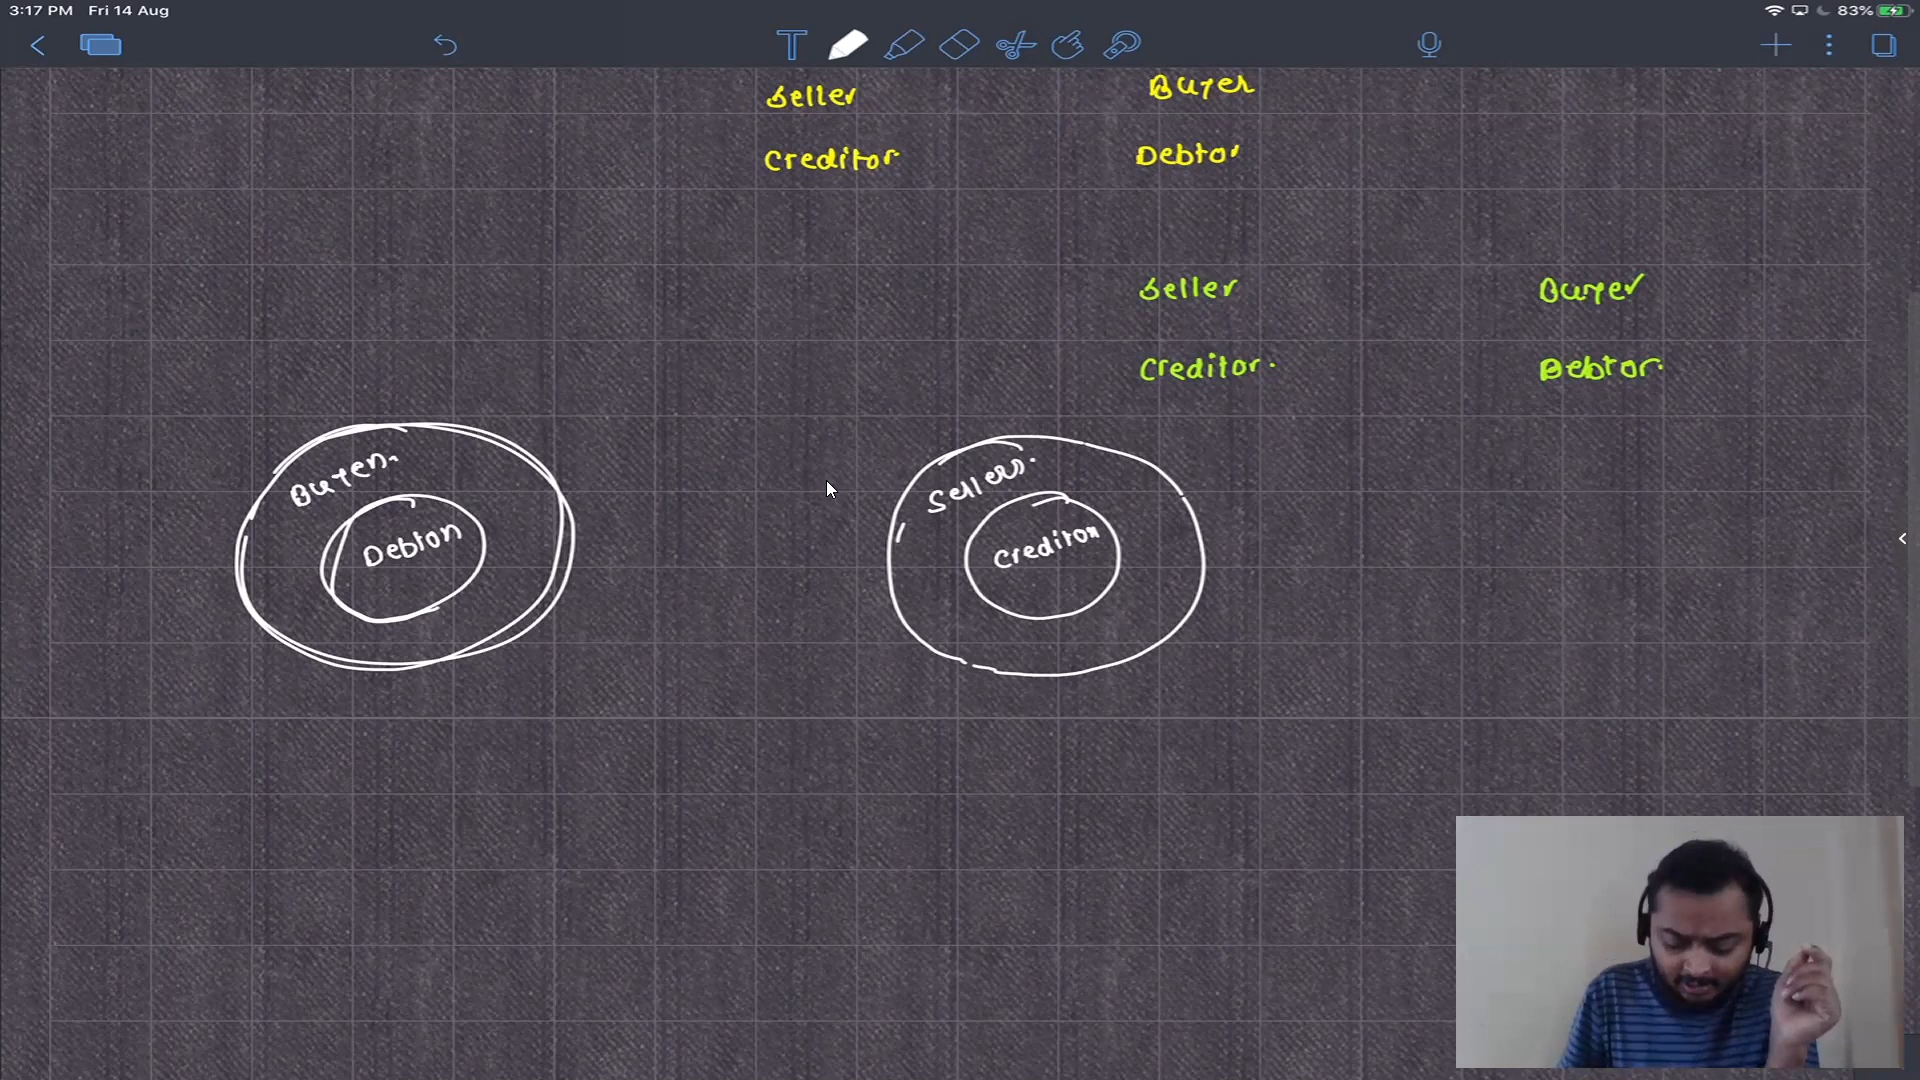 3:17 PM Fri 14 Aug 83%
T
Seller Buyer
Creditor Debtor
Seller Buyer
Creditor. Debtor.
Buyer. Sellers.
Debtor Creditor